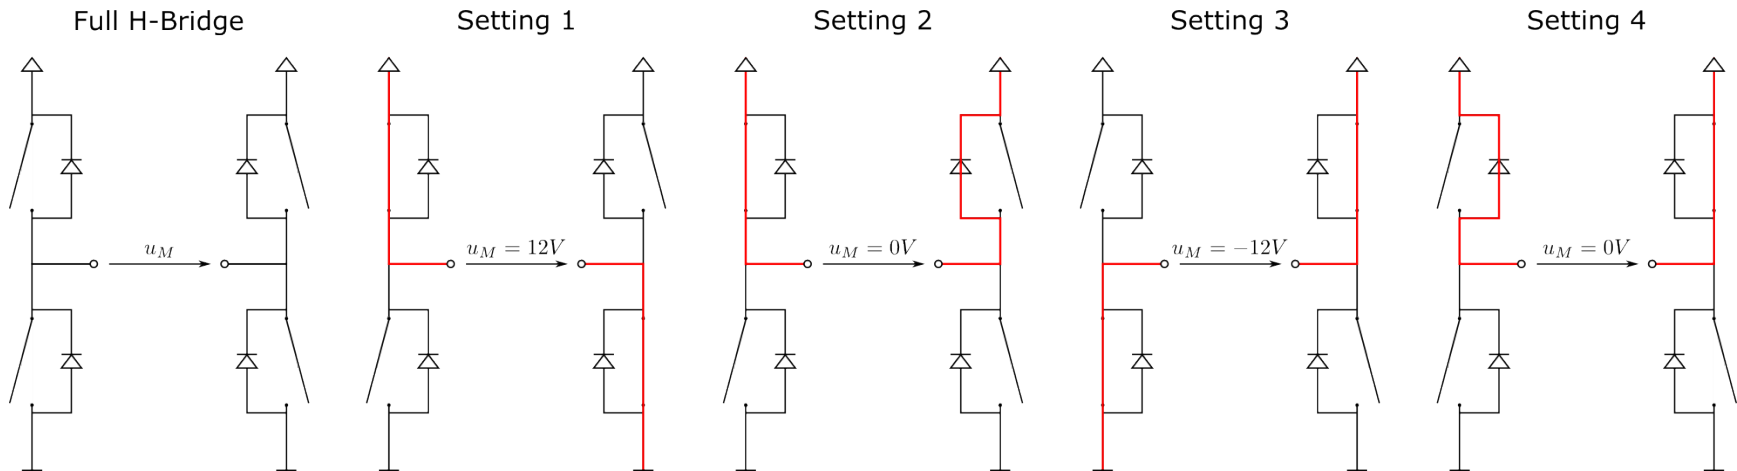 Full H-Bridge
Setting 1
Setting 2
Setting 3
Setting 4
u_M
u_M = 12V
u_M = 0V
u_M = −12V
u_M = 0V